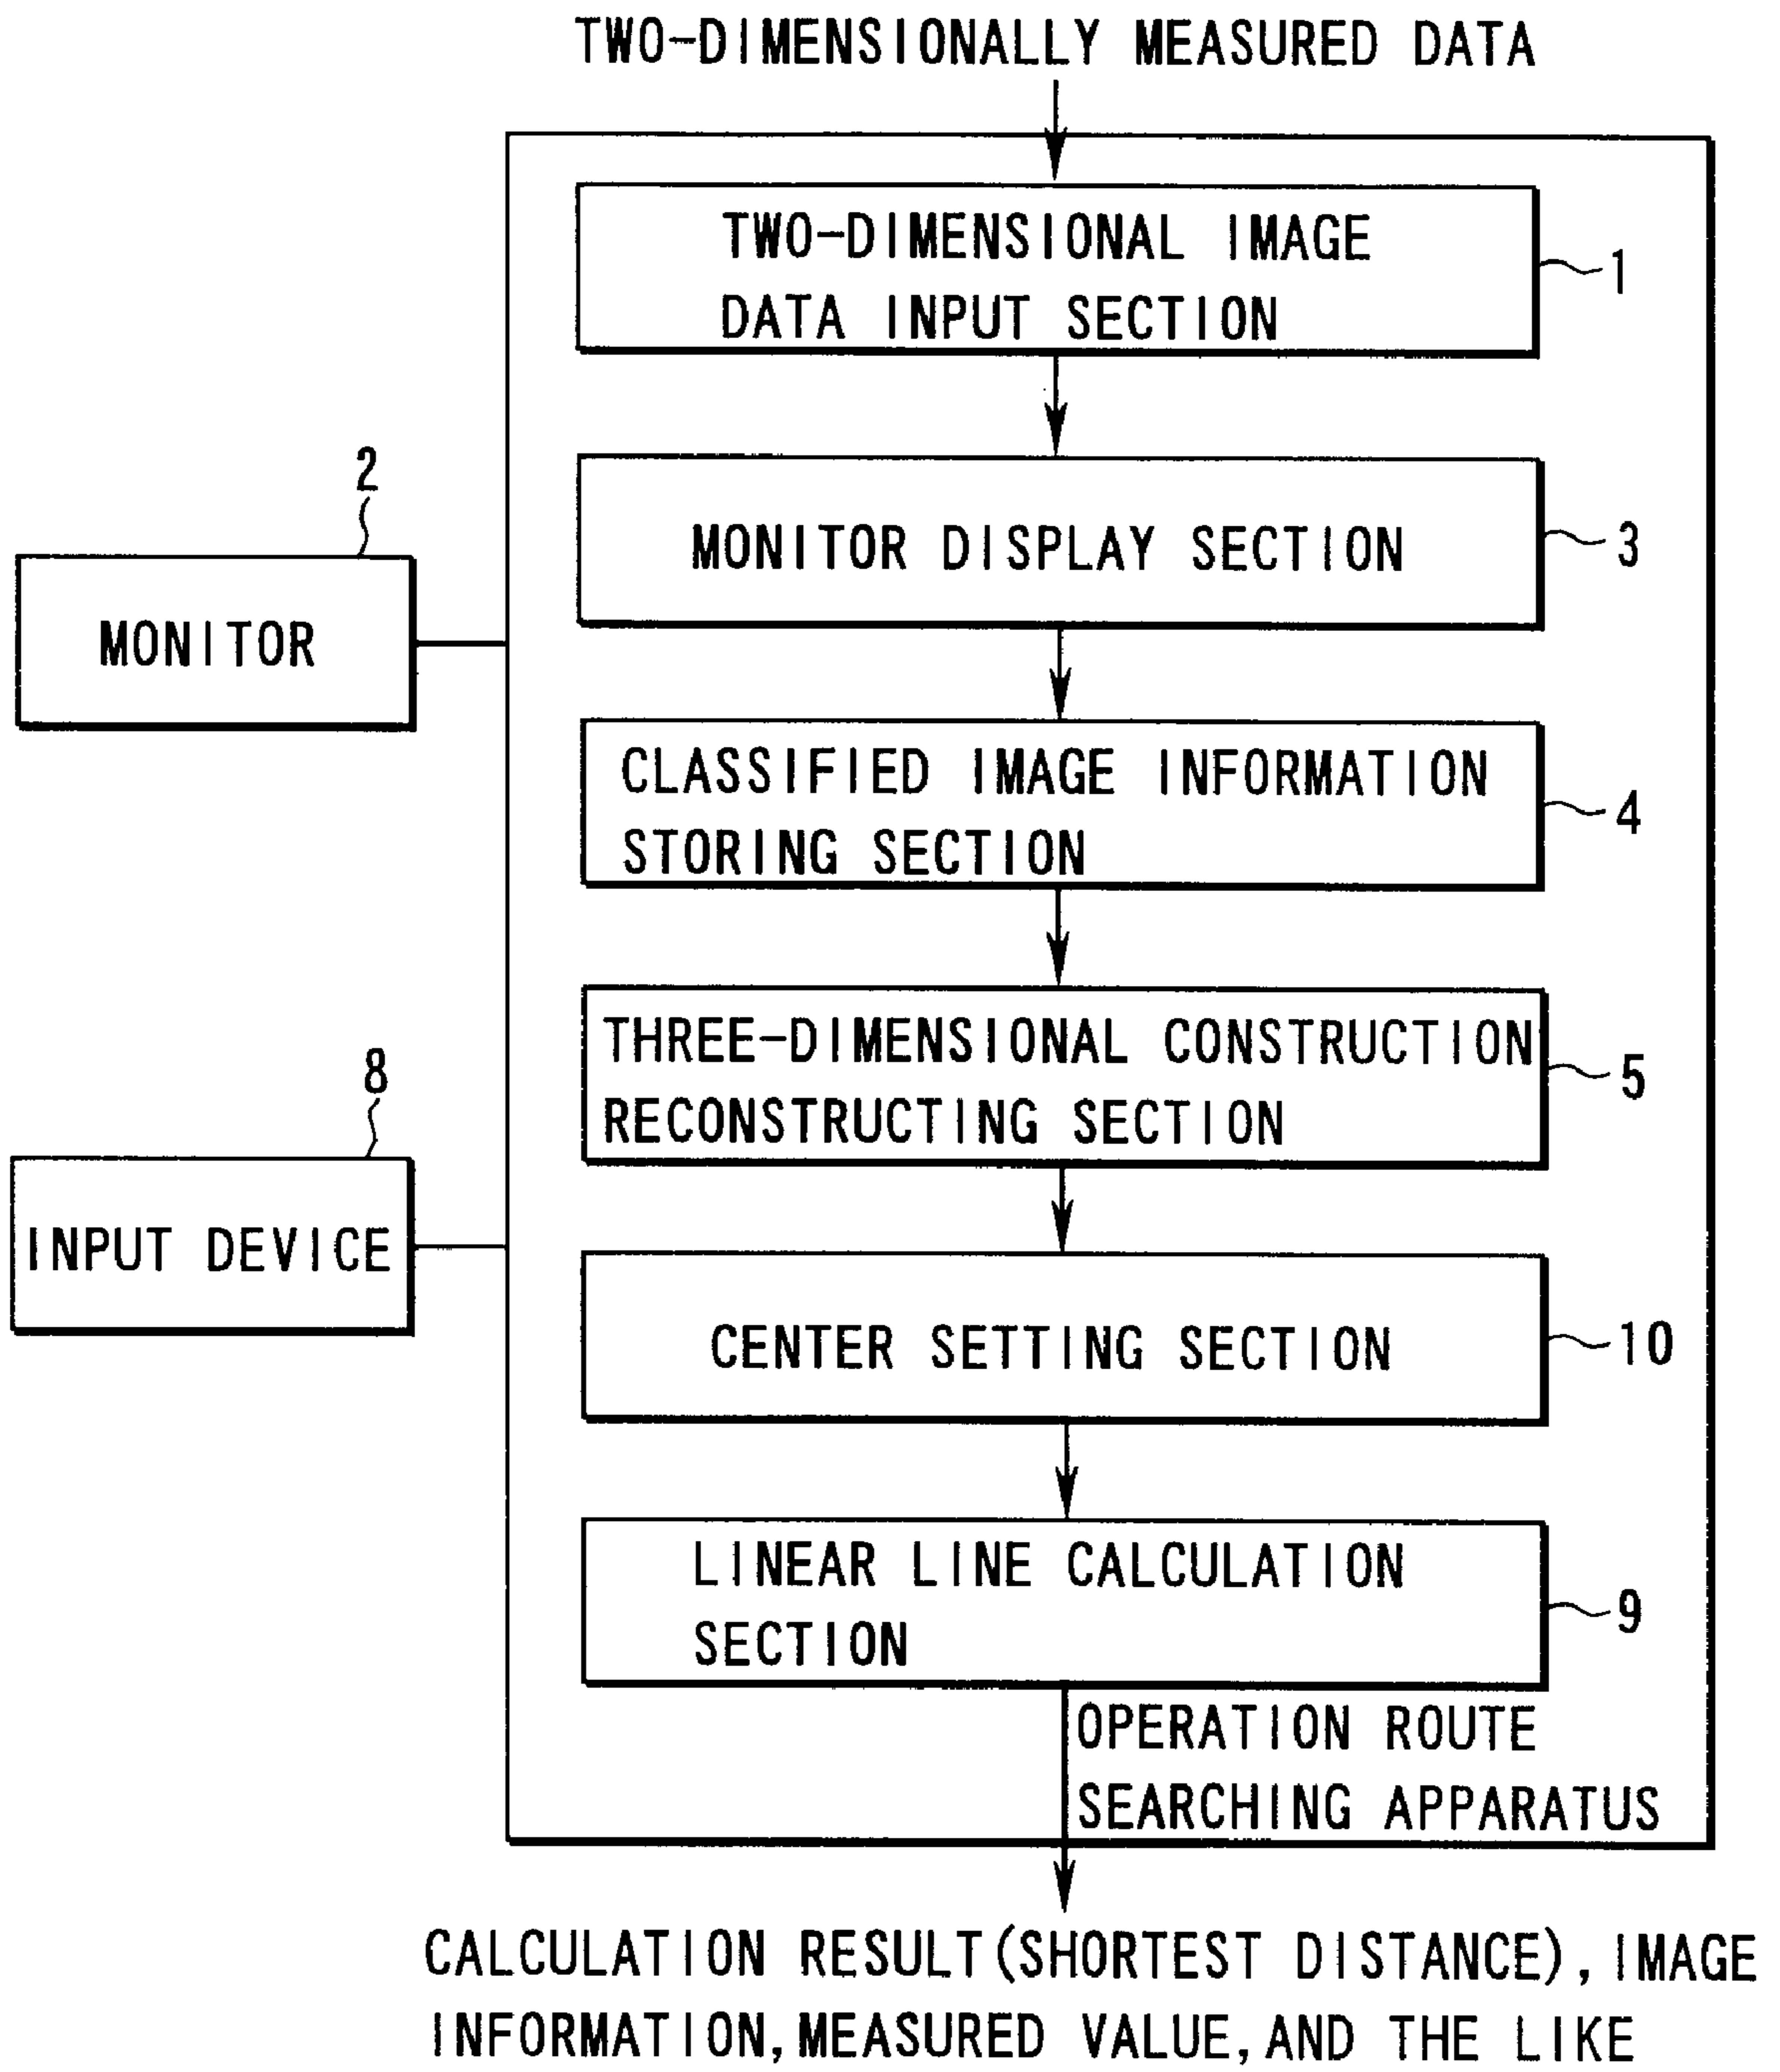 TWO-DIMENSIONALLY MEASURED DATA
TWO-DIMENSIONAL IMAGE
DATA INPUT SECTION
1
2
MONITOR DISPLAY SECTION
3
MONITOR
CLASSIFIED IMAGE INFORMATION
STORING SECTION
4
THREE-DIMENSIONAL CONSTRUCTION
RECONSTRUCTING SECTION
5
8
INPUT DEVICE
CENTER SETTING SECTION
10
LINEAR LINE CALCULATION
SECTION
9
OPERATION ROUTE
SEARCHING APPARATUS
CALCULATION RESULT(SHORTEST DISTANCE), IMAGE
INFORMATION, MEASURED VALUE, AND THE LIKE